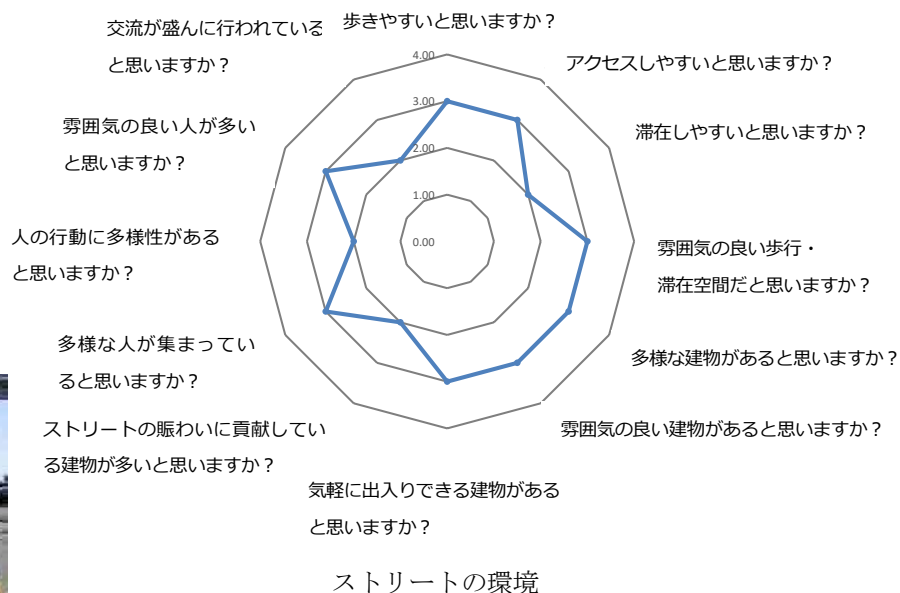 歩きやすいと思いますか？
アクセスしやすいと思いますか？
滞在しやすいと思いますか？
雰囲気の良い歩行・
滞在空間だと思いますか？
多様な建物があると思いますか？
雰囲気の良い建物があると思いますか？
気軽に出入りできる建物がある
と思いますか？
ストリートの賑わいに貢献してい
る建物が多いと思いますか？
多様な人が集まってい
ると思いますか？
人の行動に多様性がある
と思いますか？
雰囲気の良い人が多い
と思いますか？
交流が盛んに行われている
と思いますか？
4.00
3.00
2.00
1.00
0.00
ストリートの環境